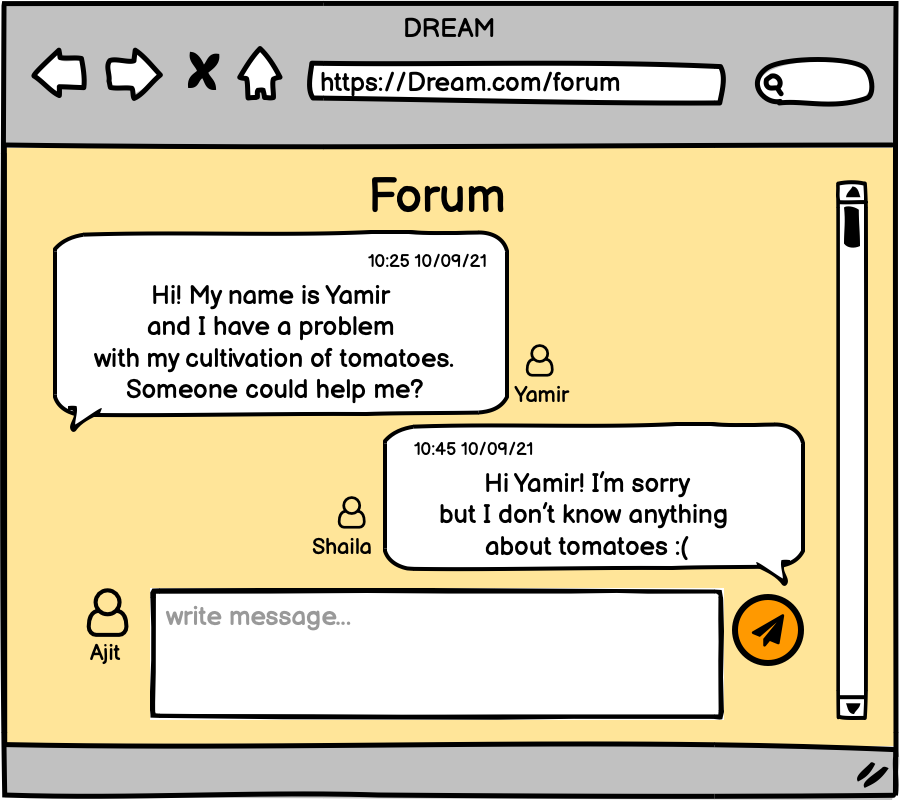 DREAM
https://Dream.com/forum
Forum
10:25 10/09/21
Hi! My name is Yamir
and I have a problem
with my cultivation of tomatoes.
Someone could help me?
Yamir
10:45 10/09/21
Hi Yamir! I'm sorry
but I don't know anything
about tomatoes :(
Shaila
write message...
Ajit